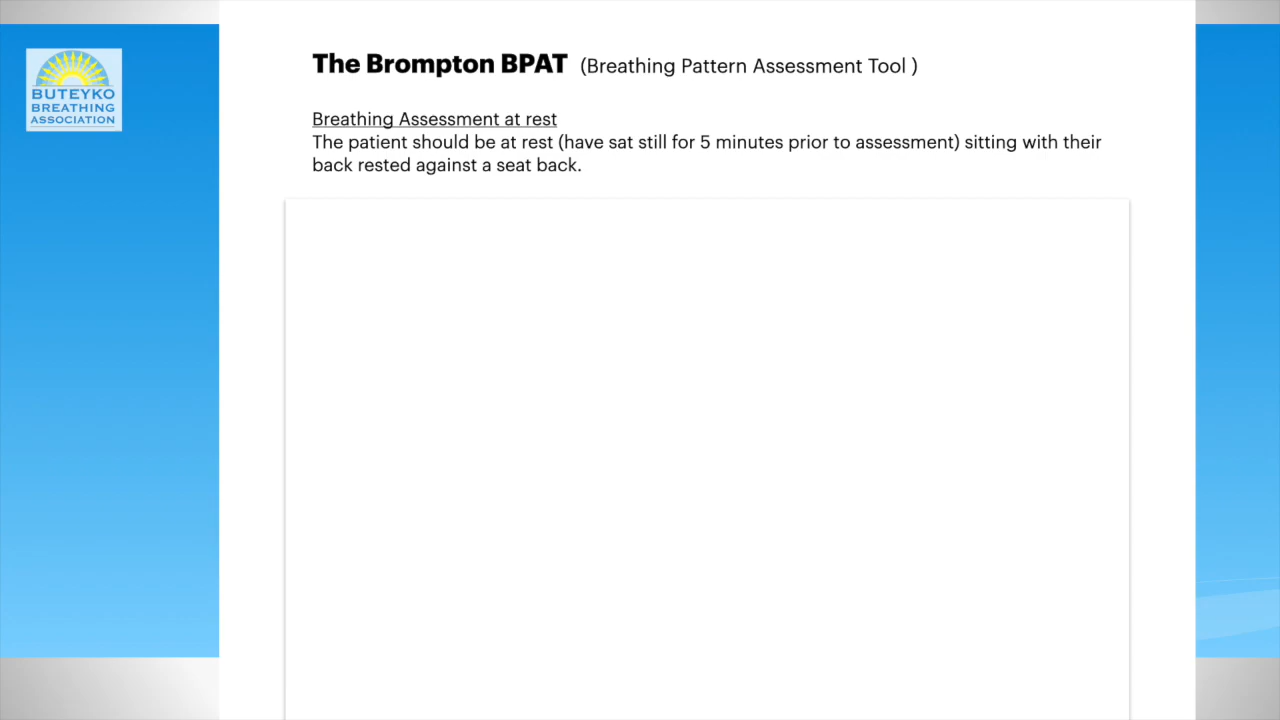 BUTEYKO
BREATHING
ASSOCIATION
The Brompton BPAT (Breathing Pattern Assessment Tool )
Breathing Assessment at rest
The patient should be at rest (have sat still for 5 minutes prior to assessment) sitting with their
back rested against a seat back.